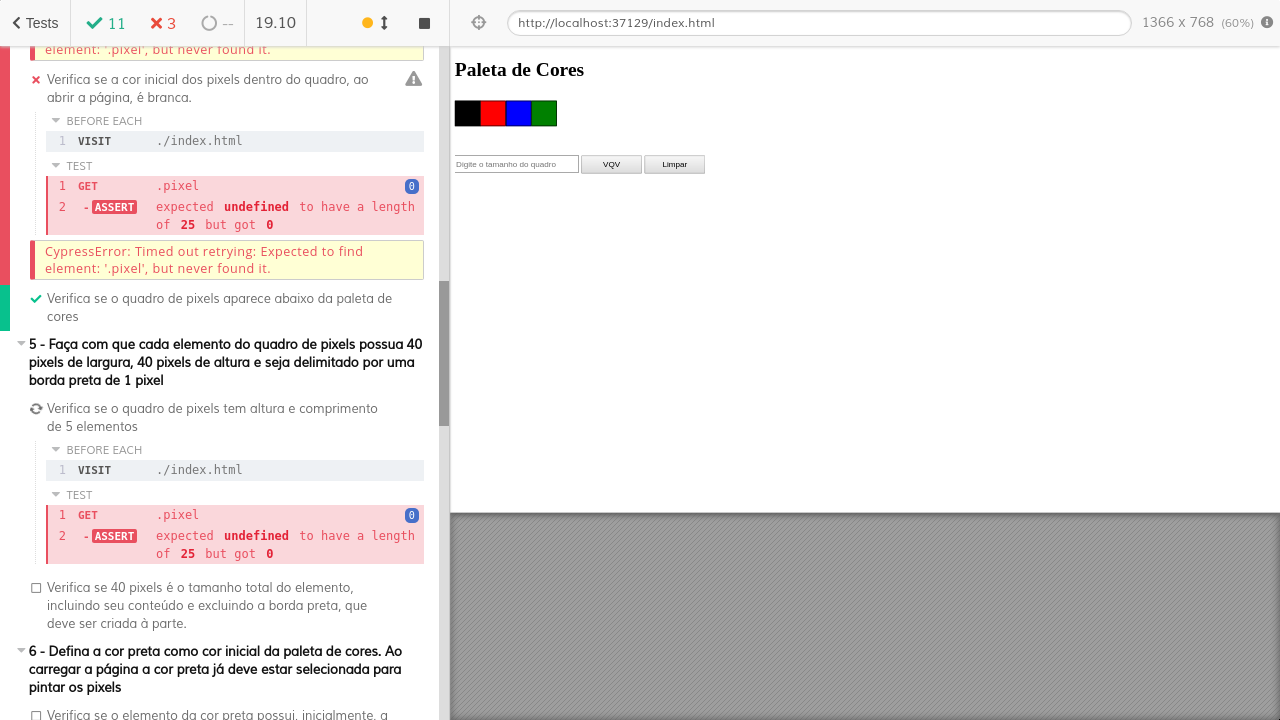 Tests
11
3
--
19.10
http://localhost:37129/index.html
1366 x 768 (60%)
element: '.pixel', but never found it.
Verifica se a cor inicial dos pixels dentro do quadro, ao
abrir a página, é branca.
BEFORE EACH
1 VISIT ./index.html
TEST
1 GET .pixel 0
2 -ASSERT expected undefined to have a length
of 25 but got 0
CypressError: Timed out retrying: Expected to find
element: '.pixel', but never found it.
Verifica se o quadro de pixels aparece abaixo da paleta de
cores
5 - Faça com que cada elemento do quadro de pixels possua 40
pixels de largura, 40 pixels de altura e seja delimitado por uma
borda preta de 1 pixel
Verifica se o quadro de pixels tem altura e comprimento
de 5 elementos
BEFORE EACH
1 VISIT ./index.html
TEST
1 GET .pixel 0
2 -ASSERT expected undefined to have a length
of 25 but got 0
Verifica se 40 pixels é o tamanho total do elemento,
incluindo seu conteúdo e excluindo a borda preta, que
deve ser criada à parte.
6 - Defina a cor preta como cor inicial da paleta de cores. Ao
carregar a página a cor preta já deve estar selecionada para
pintar os pixels
Verifica se o elemento da cor preta possui, inicialmente, a
Paleta de Cores
Digite o tamanho do quadro
VQV
Limpar